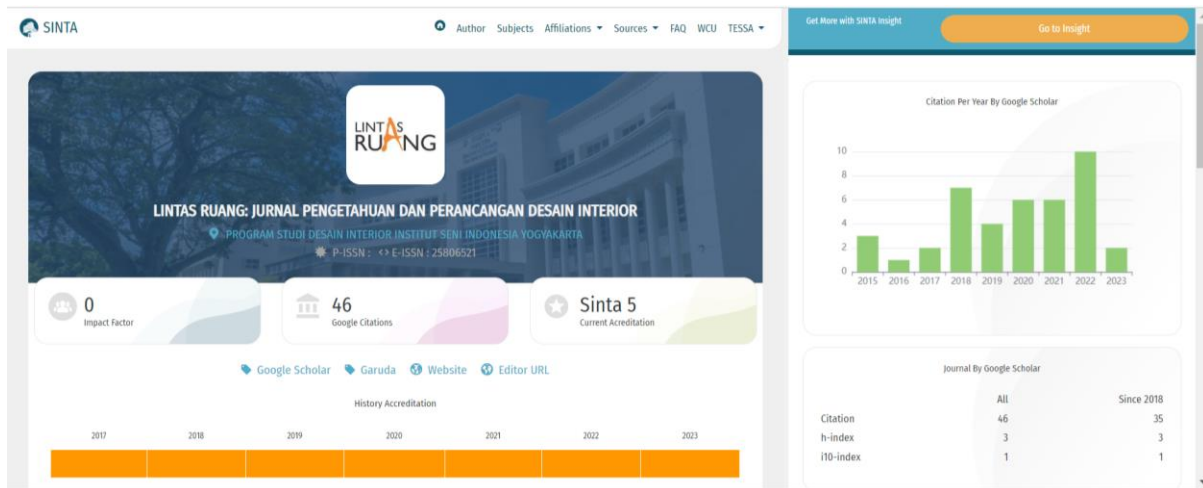 SINTA
Author Subjects Affiliations Sources FAQ WCU TESSA
LINTAS
RUANG
LINTAS RUANG: JURNAL PENGETAHUAN DAN PERANCANGAN DESAIN INTERIOR
PROGRAM STUDI DESAIN INTERIOR INSTITUT SENI INDONESIA YOGYAKARTA
P-ISSN : <> E-ISSN : 25806521
0
Impact Factor
46
Google Citations
Sinta 5
Current Acreditation
Google Scholar Garuda Website Editor URL
History Accreditation
2017 2018 2019 2020 2021 2022 2023
Get More with SINTA Insight
Go to Insight
Citation Per Year By Google Scholar
10
8
6
4
2
0
2015 2016 2017 2018 2019 2020 2021 2022 2023
Journal By Google Scholar
All Since 2018
Citation 46 35
h-index 3 3
i10-index 1 1